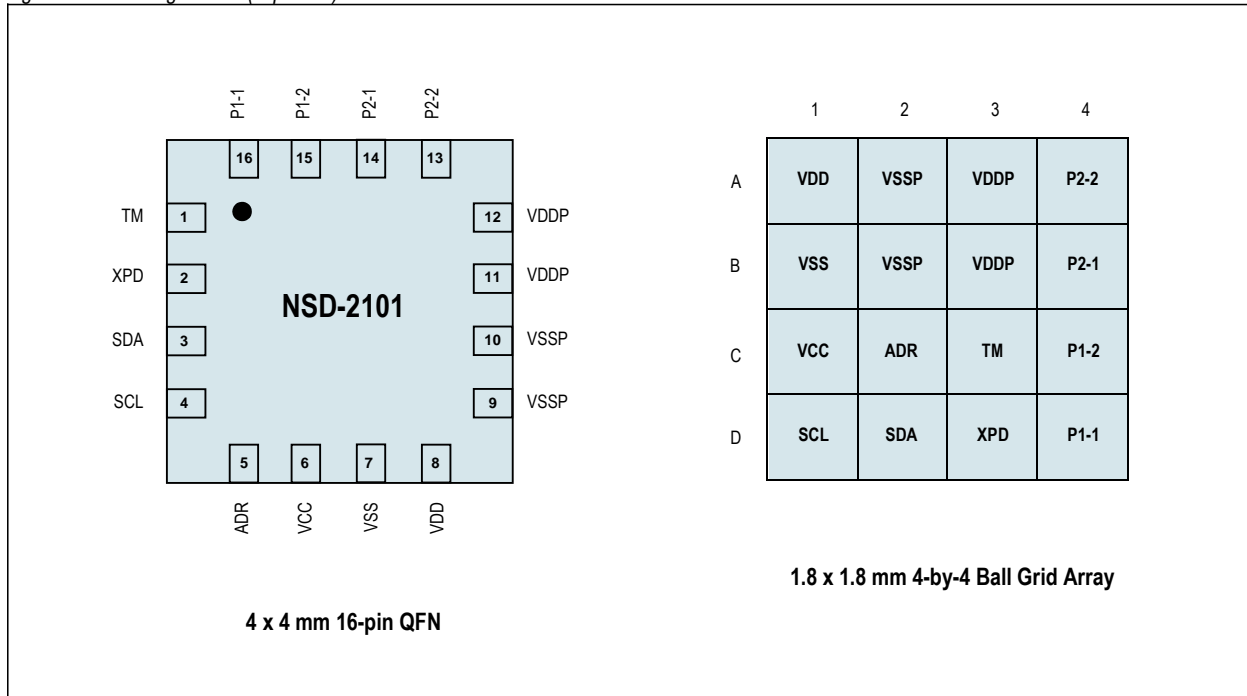 P1-1 P1-2 P2-1 P2-2
16 15 14 13
TM 1 12 VDDP
XPD 2 11 VDDP
NSD-2101
SDA 3 10 VSSP
SCL 4 9 VSSP
5 6 7 8
ADR VCC VSS VDD
4 x 4 mm 16-pin QFN
1 2 3 4
A VDD VSSP VDDP P2-2
B VSS VSSP VDDP P2-1
C VCC ADR TM P1-2
D SCL SDA XPD P1-1
1.8 x 1.8 mm 4-by-4 Ball Grid Array